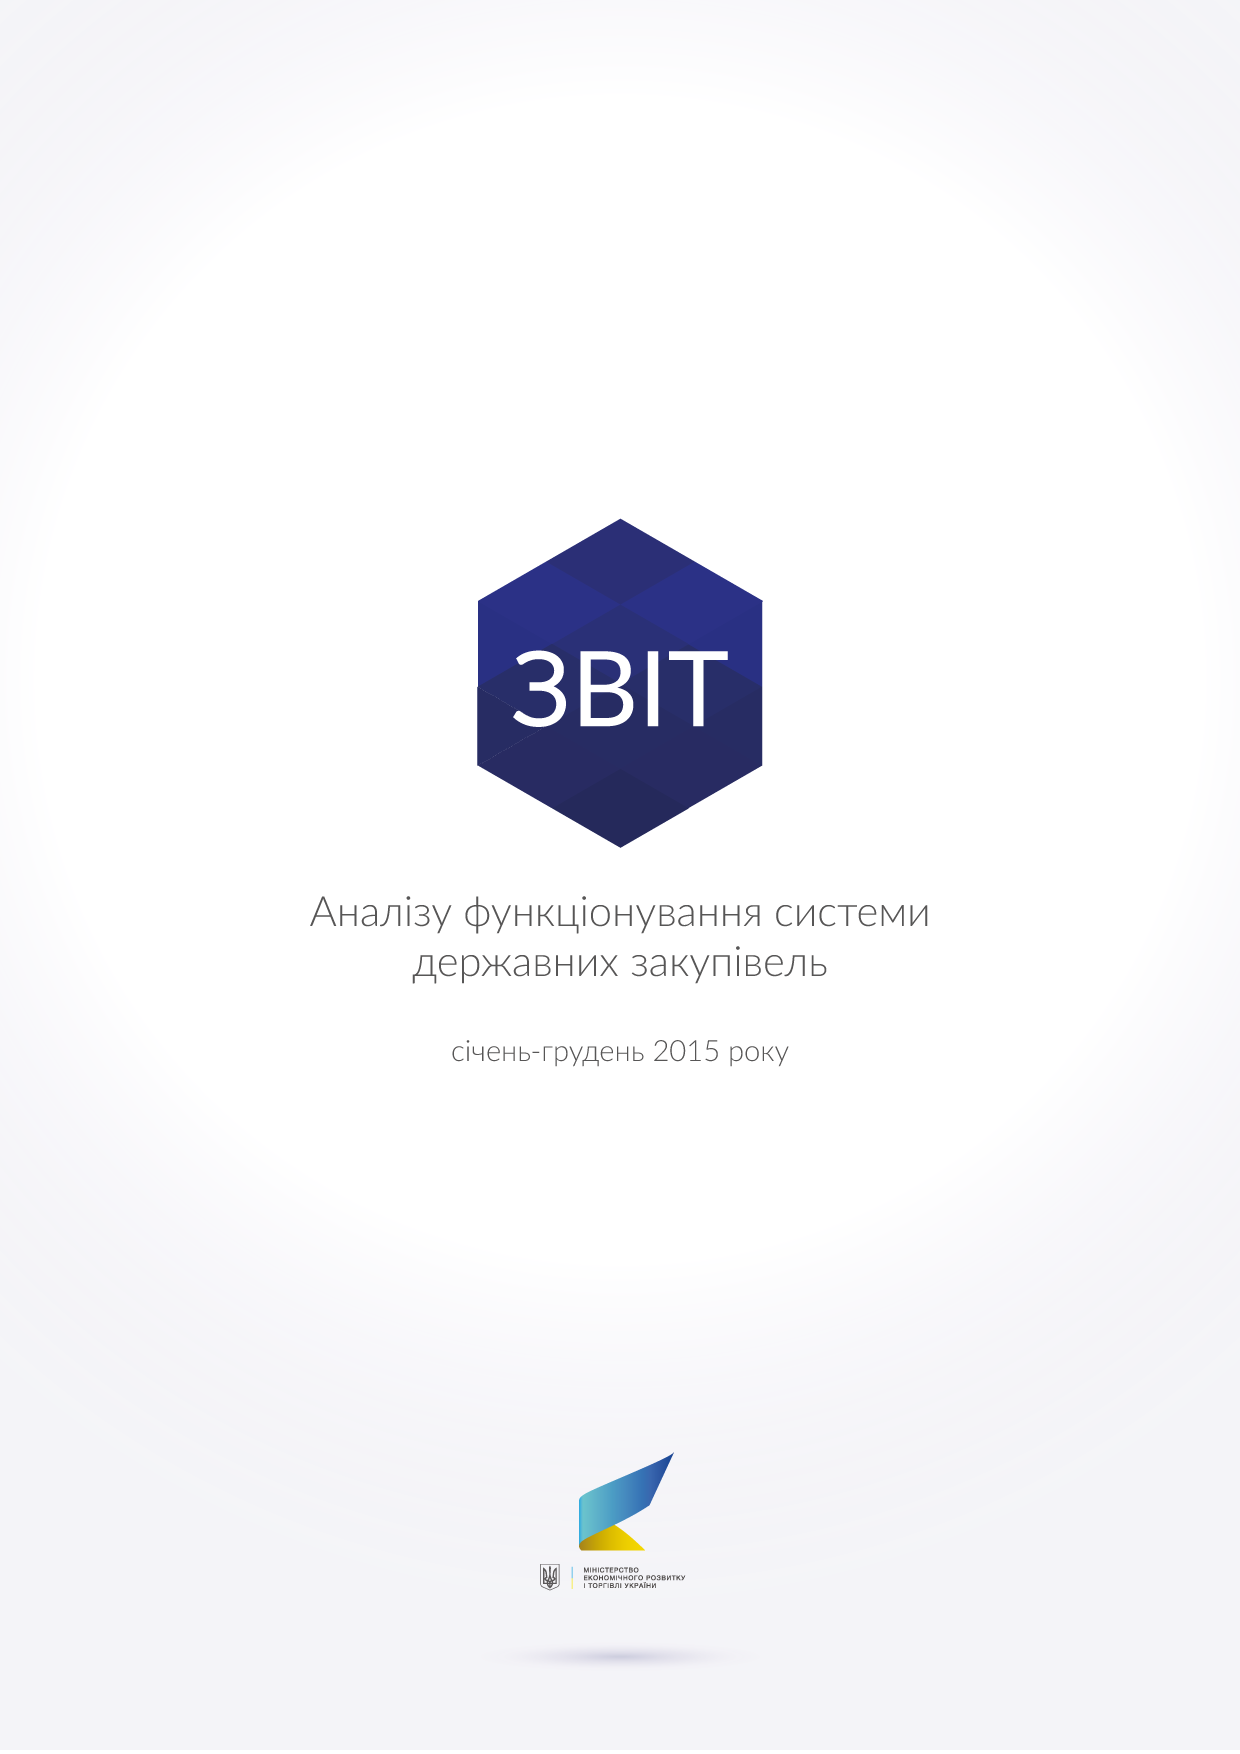 ЗВІТ
Аналізу функціонування системи
державних закупівель
січень-грудень 2015 року
МІНІСТЕРСТВО
ЕКОНОМІЧНОГО РОЗВИТКУ
І ТОРГІВЛІ УКРАЇНИ